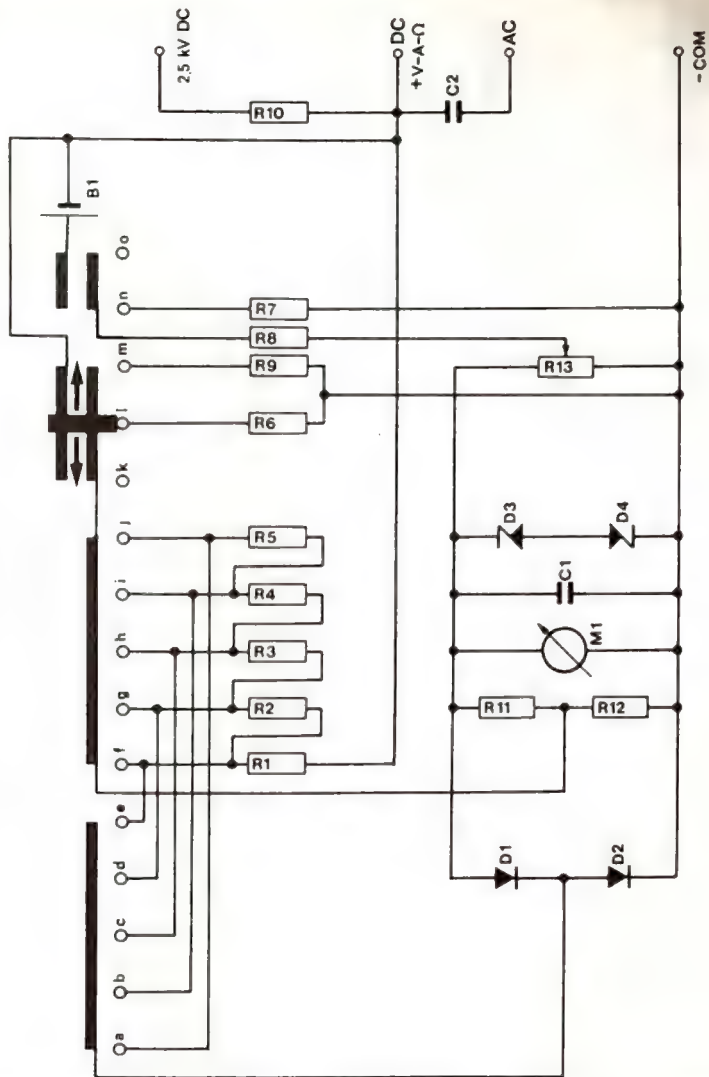 2,5 kV DC
DC
+V-A-Ω
AC
-COM
R10
C2
B1
o
n
m
l
k
j
i
h
g
f
e
d
c
b
a
R7
R8
R9
R6
R5
R4
R3
R2
R1
R13
D3
D4
C1
M1
R11
R12
D1
D2